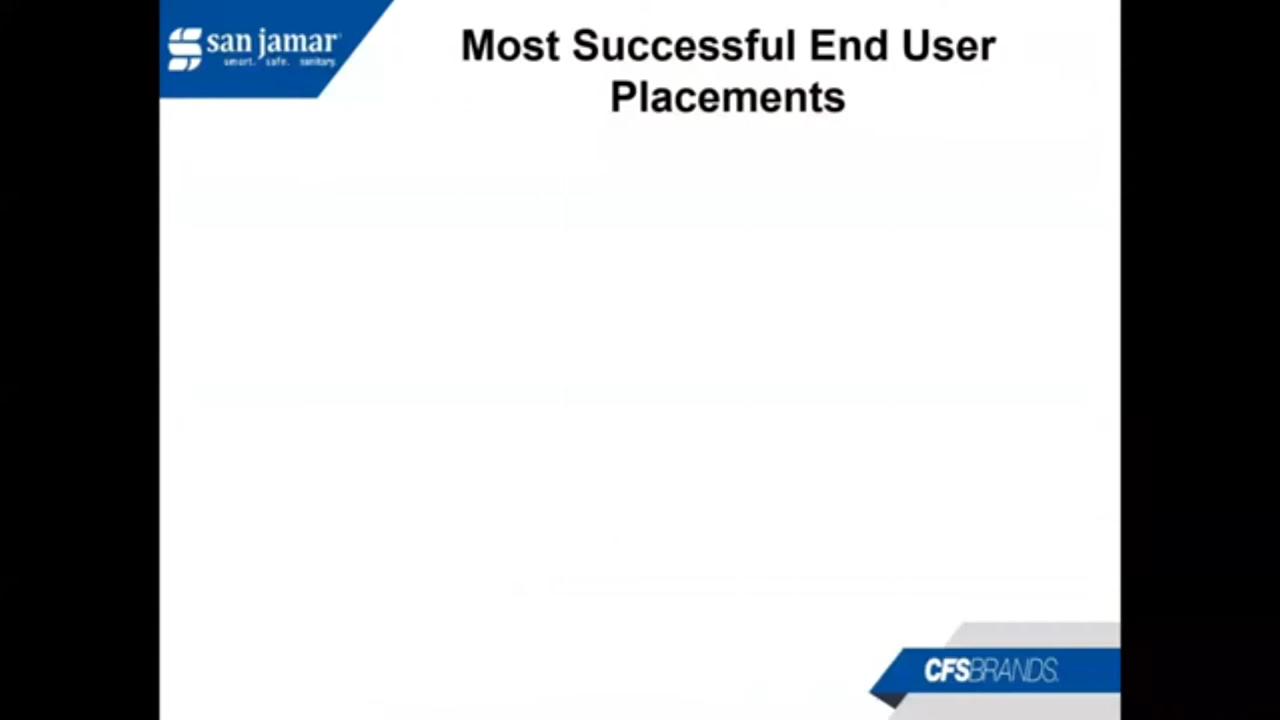 san jamar
smart. safe. sanitary.
Most Successful End User
Placements
CFSBRANDS.